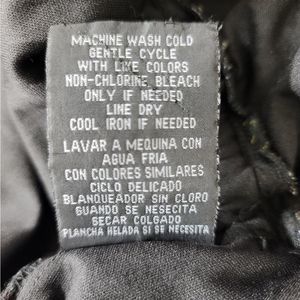 MACHINE WASH COLD
GENTLE CYCLE
WITH LIKE COLORS
NON-CHLORINE BLEACH
ONLY IF NEEDED
LINE DRY
COOL IRON IF NEEDED
LAVAR A MEQUINA CON
AGUA FRIA
CON COLORES SIMILARES
CICLO DELICADO
BLANQUEADOR SIN CLORO
GUANDO SE NESECITA
SECAR COLGADO
PLANCHA HELADA SI SE NECESITA